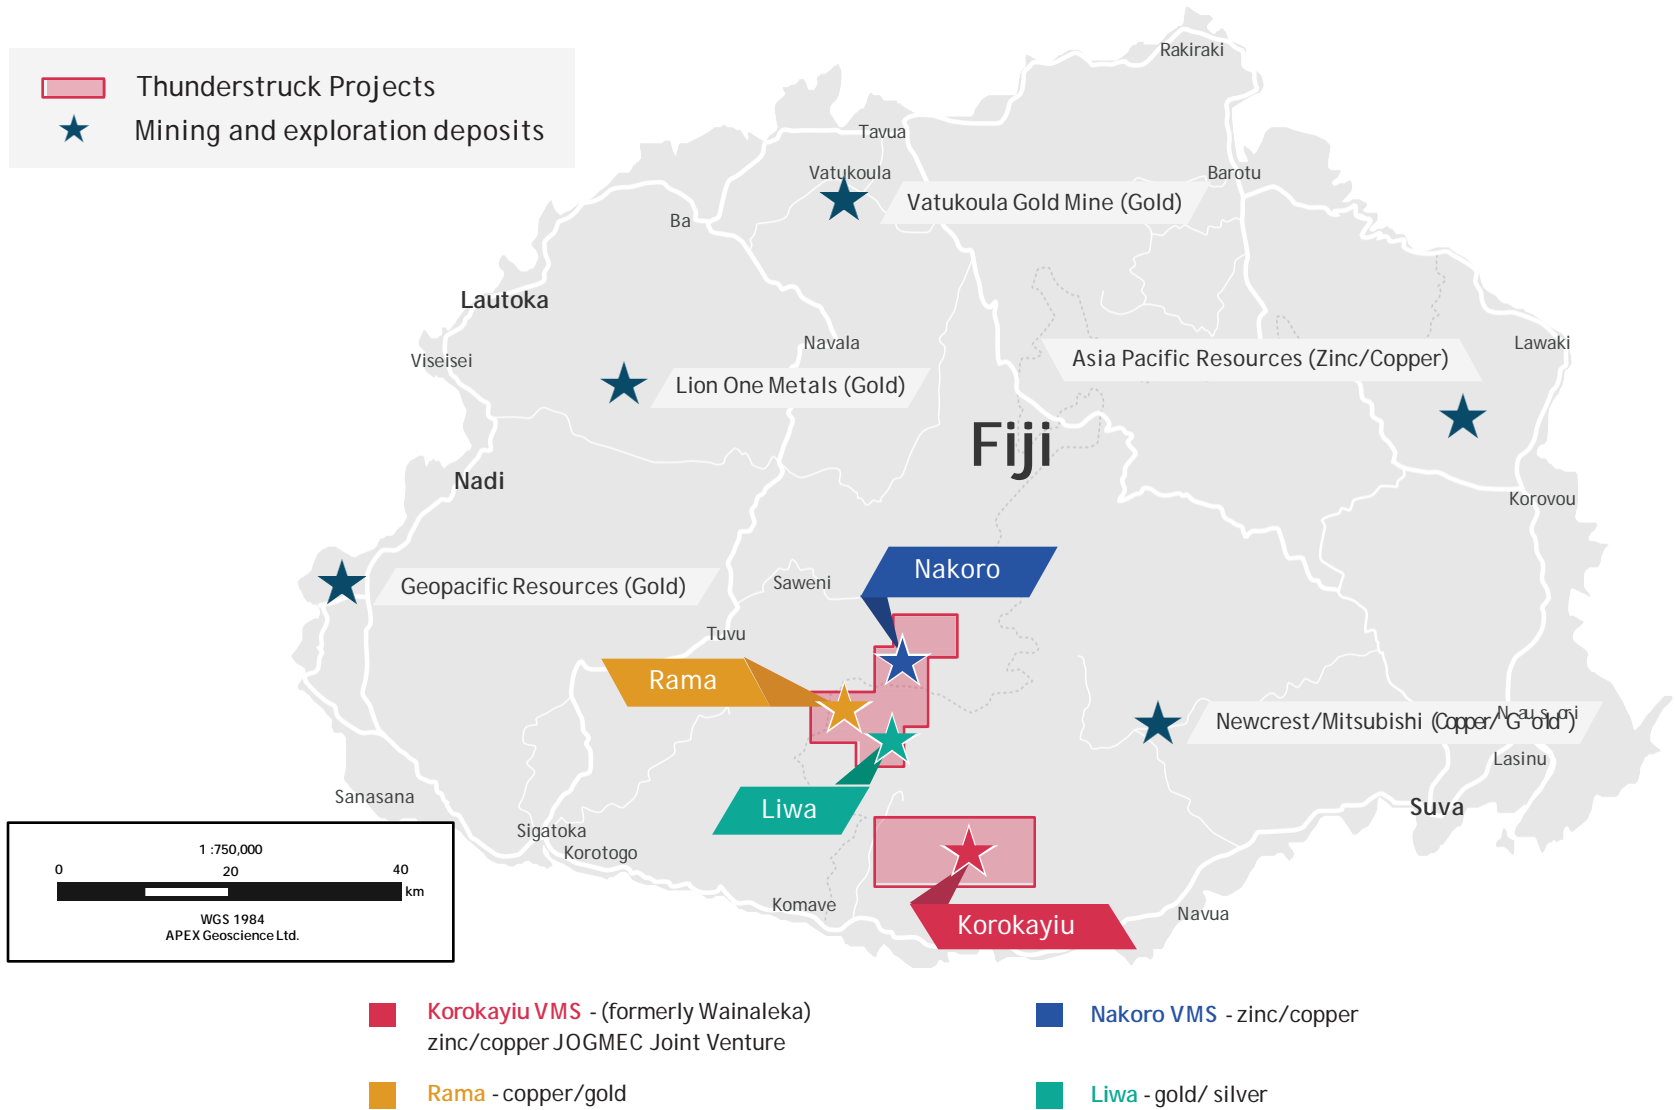 Rakiraki
Thunderstruck Projects
Mining and exploration deposits
Tavua
Vatukoula
Barotu
Vatukoula Gold Mine (Gold)
Ba
Lautoka
Navala
Lawaki
Viseisei
Asia Pacific Resources (Zinc/Copper)
Lion One Metals (Gold)
Fiji
Nadi
Korovou
Nakoro
Saweni
Geopacific Resources (Gold)
Tuvu
Rama
Nausori
Newcrest/Mitsubishi (Copper/Gold)
Lasinu
Sanasana
Liwa
Suva
Sigatoka
Korotogo
1 :750,000
0 20 40
km
WGS 1984
APEX Geoscience Ltd.
Komave
Navua
Korokayiu
Korokayiu VMS - (formerly Wainaleka)
zinc/copper JOGMEC Joint Venture
Nakoro VMS - zinc/copper
Rama - copper/gold
Liwa - gold/ silver